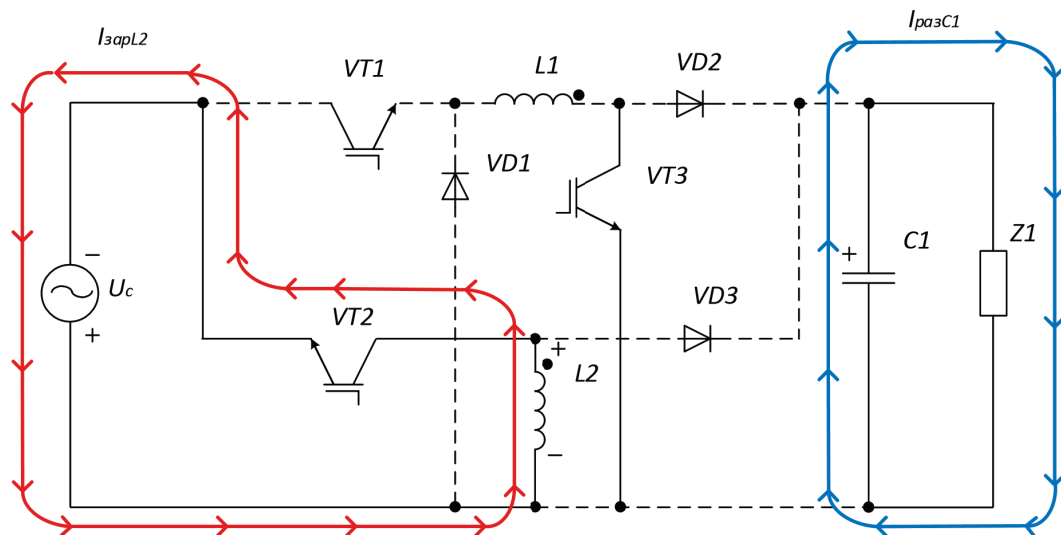 IзарL2
IразC1
VT1
L1
VD2
VD1
VT3
–
Uc
+
+
C1
Z1
VT2
+
VD3
L2
–